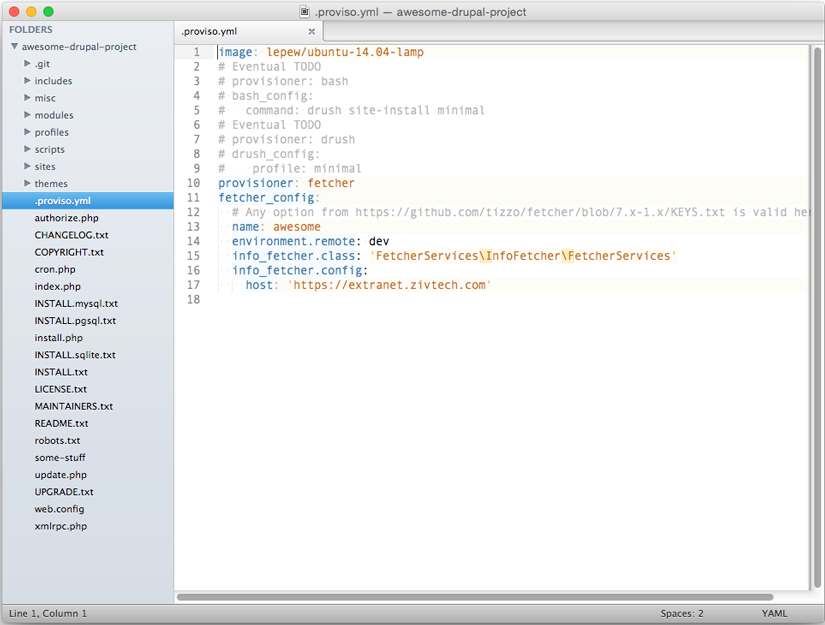 .proviso.yml — awesome-drupal-project
FOLDERS
awesome-drupal-project
.git
includes
misc
modules
profiles
scripts
sites
themes
.proviso.yml
authorize.php
CHANGELOG.txt
COPYRIGHT.txt
cron.php
index.php
INSTALL.mysql.txt
INSTALL.pgsql.txt
install.php
INSTALL.sqlite.txt
INSTALL.txt
LICENSE.txt
MAINTAINERS.txt
README.txt
robots.txt
some-stuff
update.php
UPGRADE.txt
web.config
xmlrpc.php
.proviso.yml
1 image: lepew/ubuntu-14.04-lamp
2 # Eventual TODO
3 # provisioner: bash
4 # bash_config:
5 #   command: drush site-install minimal
6 # Eventual TODO
7 # provisioner: drush
8 # drush_config:
9 #    profile: minimal
10 provisioner: fetcher
11 fetcher_config:
12   # Any option from https://github.com/tizzo/fetcher/blob/7.x-1.x/KEYS.txt is valid he
13   name: awesome
14   environment.remote: dev
15   info_fetcher.class: 'FetcherServices\InfoFetcher\FetcherServices'
16   info_fetcher.config:
17     host: 'https://extranet.zivtech.com'
18
Line 1, Column 1
Spaces: 2
YAML